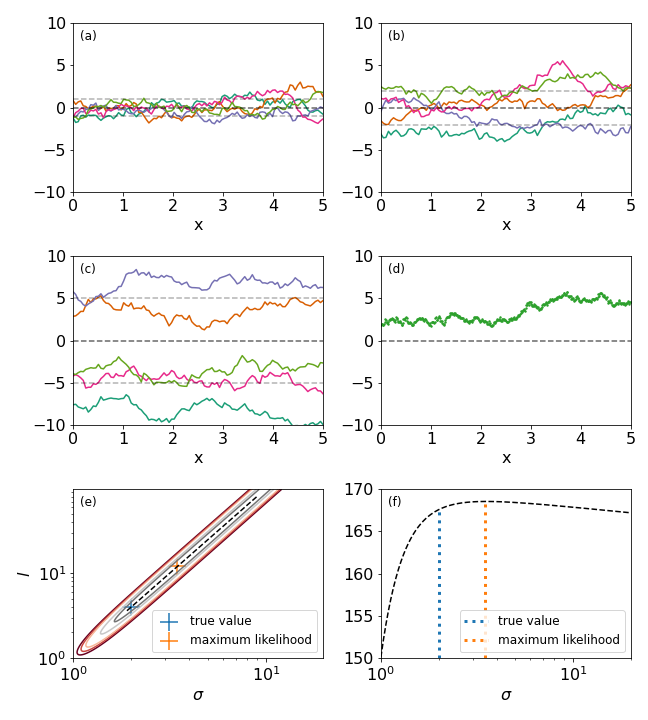 10
5
0
−5
−10
(a)
0 1 2 3 4 5
x
10
5
0
−5
−10
(b)
0 1 2 3 4 5
x
10
5
0
−5
−10
(c)
0 1 2 3 4 5
x
10
5
0
−5
−10
(d)
0 1 2 3 4 5
x
(e)
l
10¹
10⁰
true value
maximum likelihood
10⁰ 10¹
σ
170
165
160
155
150
(f)
true value
maximum likelihood
10⁰ 10¹
σ